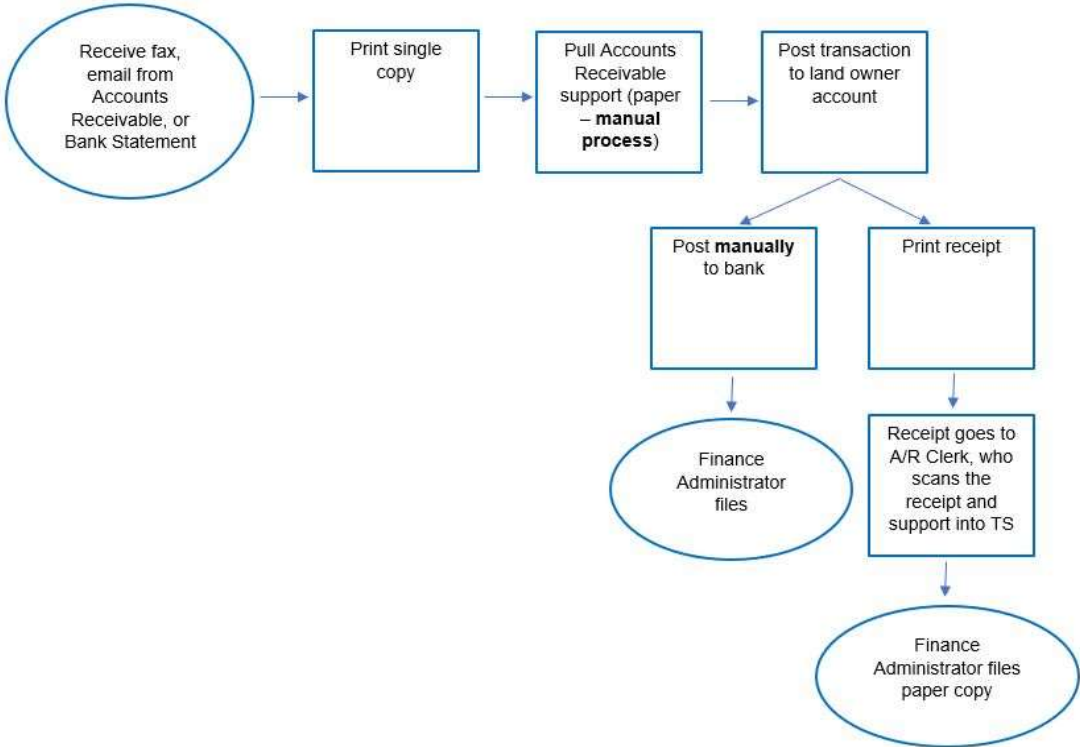 Receive fax,
email from
Accounts
Receivable, or
Bank Statement
Print single
copy
Pull Accounts
Receivable
support (paper
– manual
process)
Post transaction
to land owner
account
Post manually
to bank
Print receipt
Finance
Administrator
files
Receipt goes to
A/R Clerk, who
scans the
receipt and
support into TS
Finance
Administrator files
paper copy